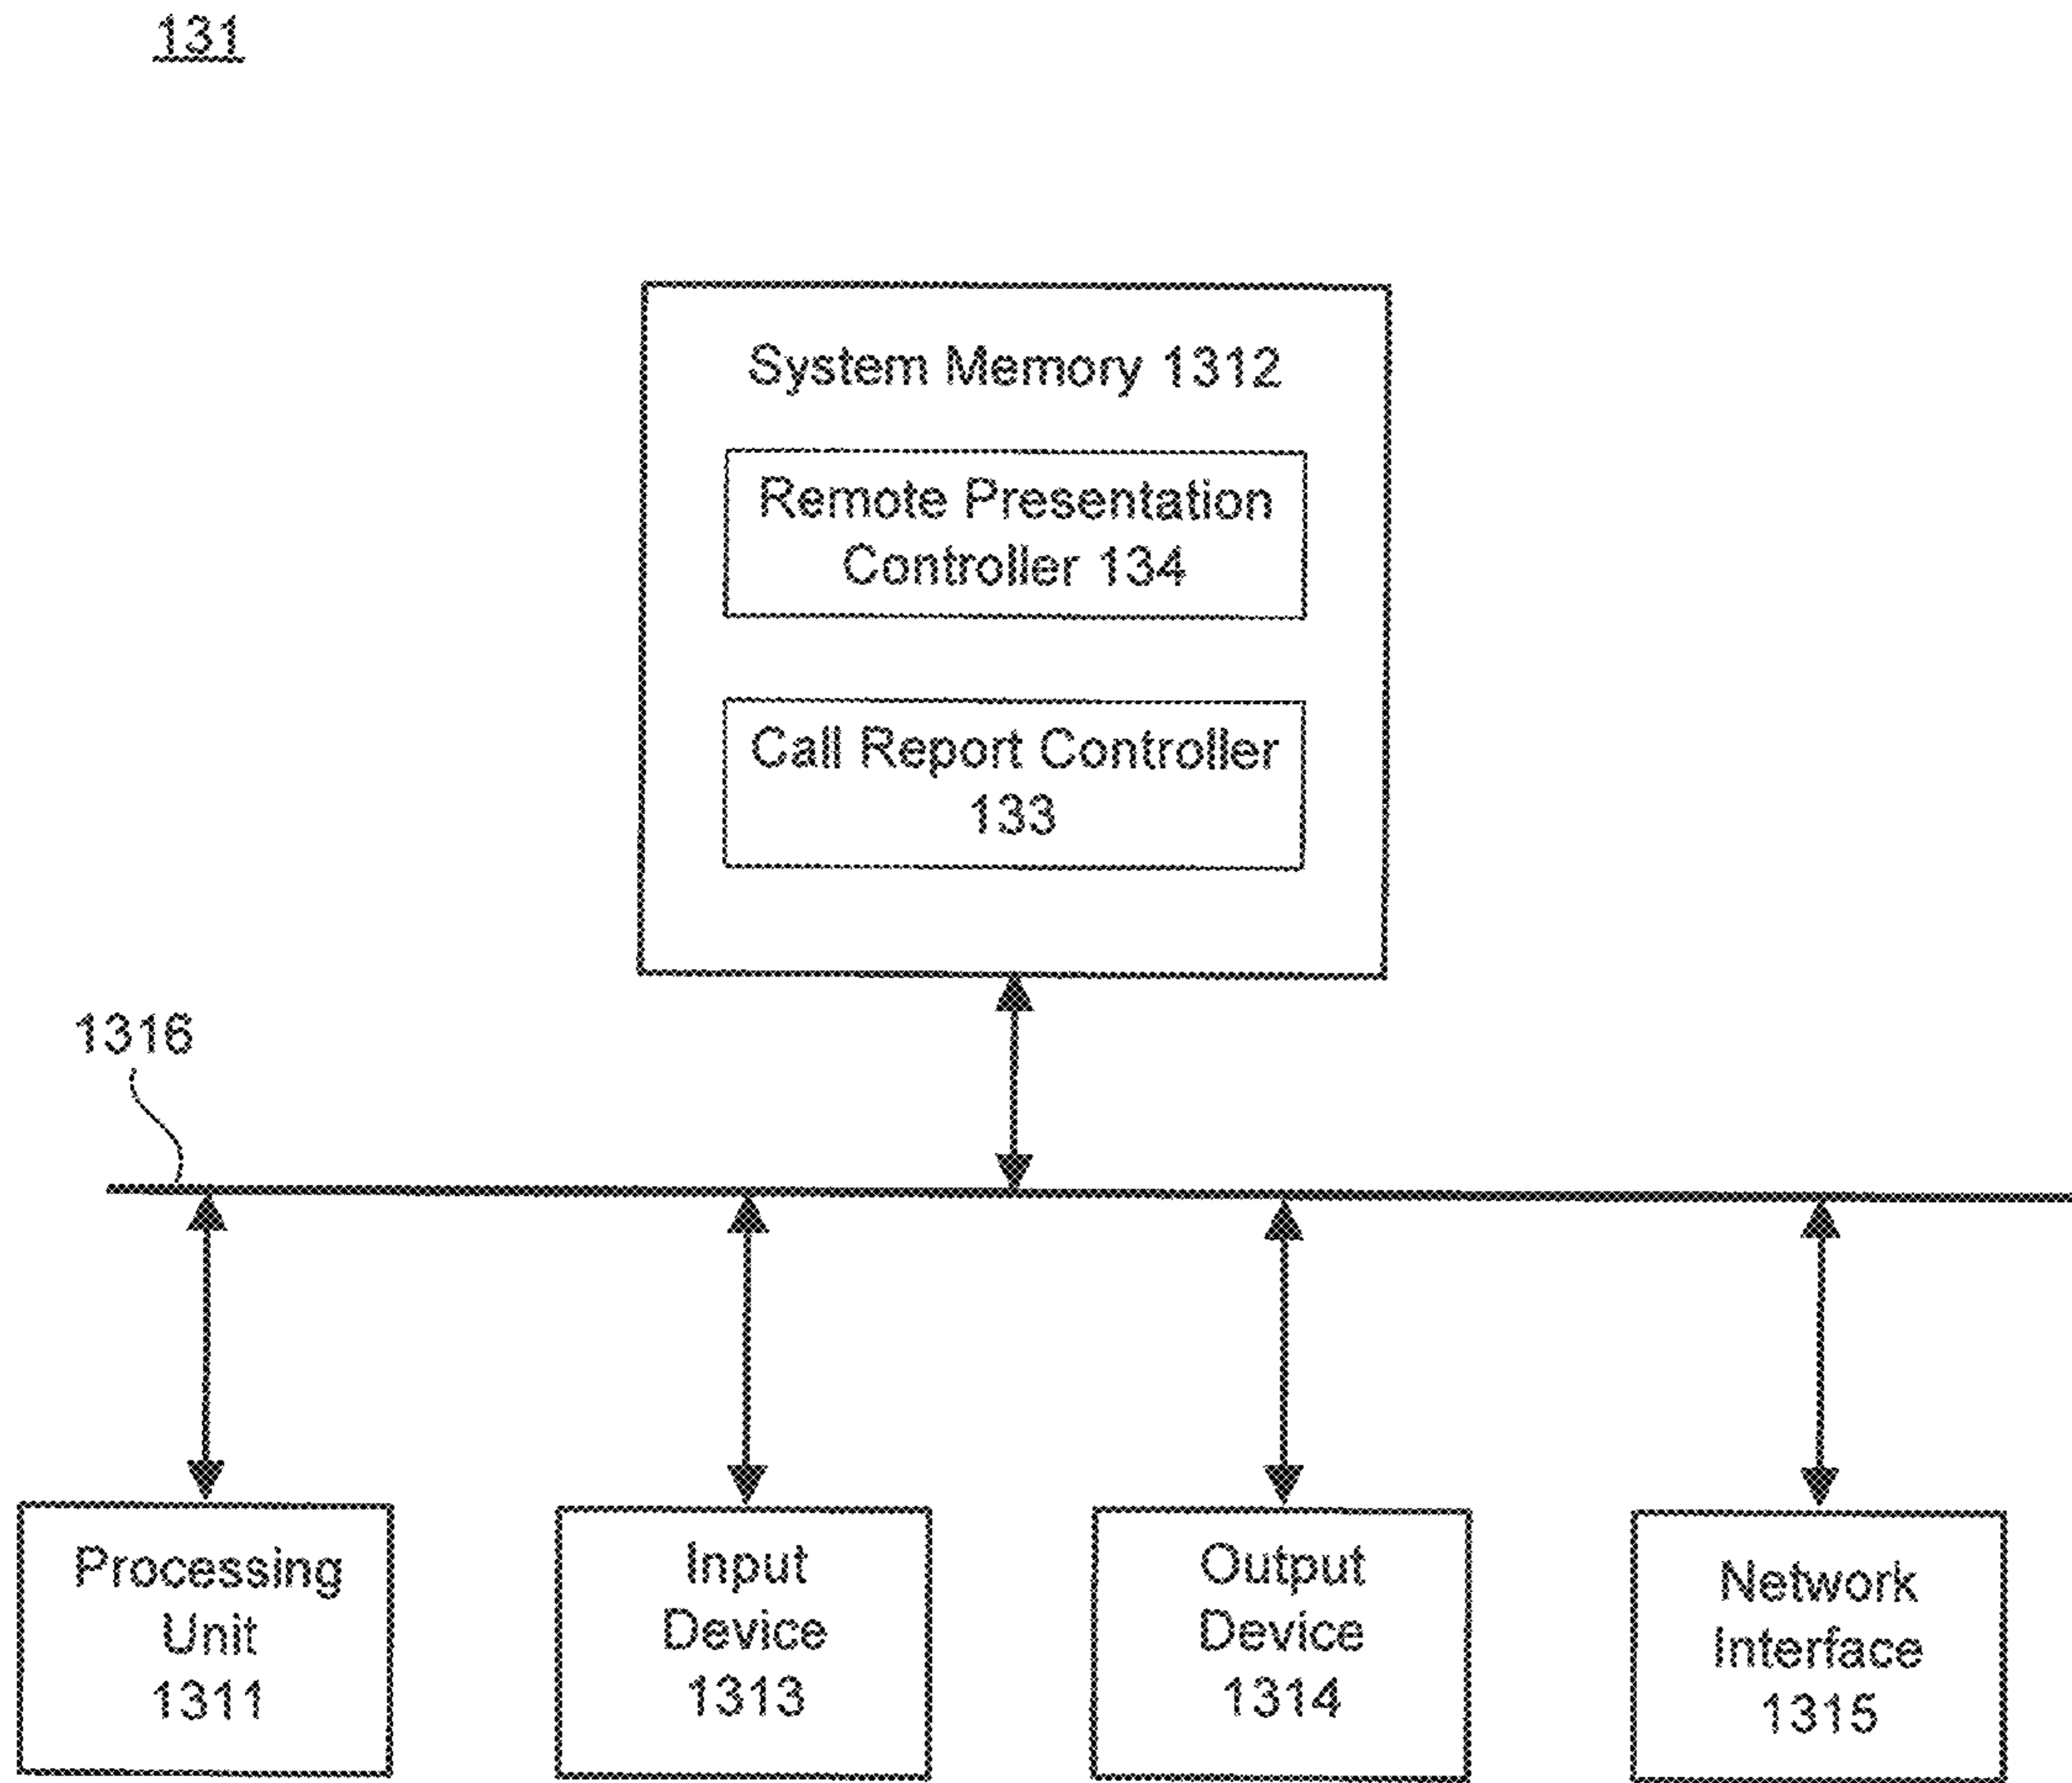 131
System Memory 1312
Remote Presentation
Controller 134
Call Report Controller
133
1316
Processing
Unit
1311
Input
Device
1313
Output
Device
1314
Network
Interface
1315